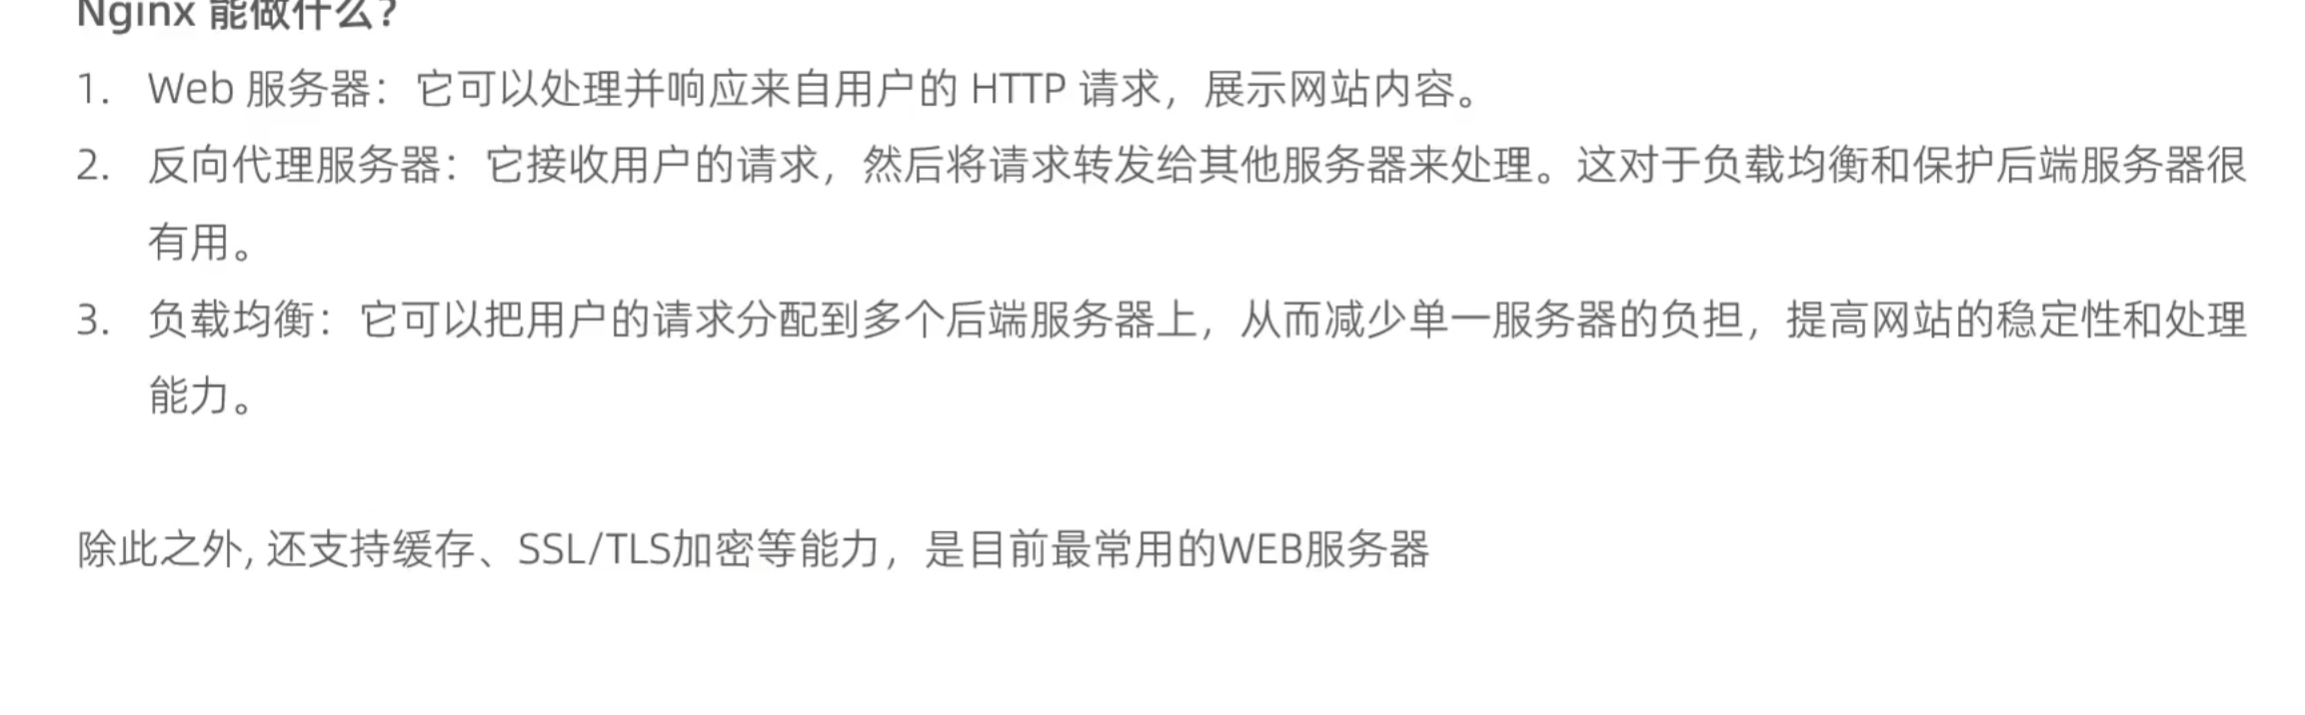 Nginx 能做什么？
1. Web 服务器：它可以处理并响应来自用户的 HTTP 请求，展示网站内容。
2. 反向代理服务器：它接收用户的请求，然后将请求转发给其他服务器来处理。这对于负载均衡和保护后端服务器很
有用。
3. 负载均衡：它可以把用户的请求分配到多个后端服务器上，从而减少单一服务器的负担，提高网站的稳定性和处理
能力。
除此之外, 还支持缓存、SSL/TLS加密等能力，是目前最常用的WEB服务器